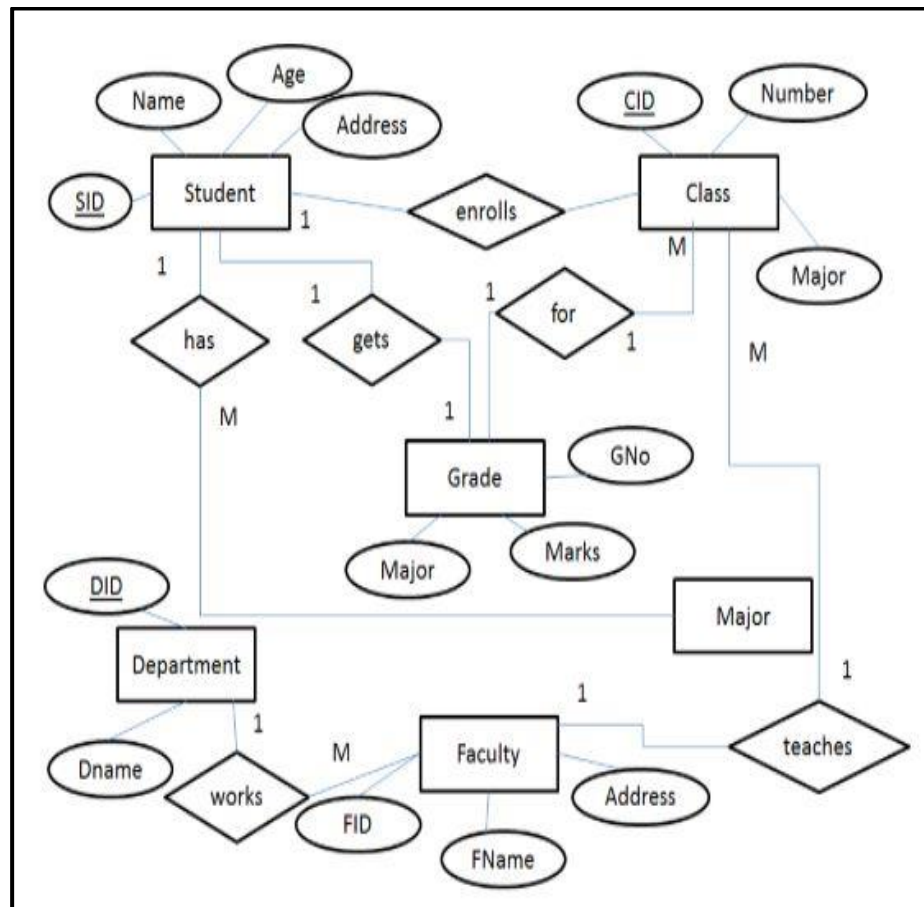 Age
Name
Address
CID
Number
SID
Student
enrolls
Class
1
M
Major
1
1
1
for
has
gets
1
M
M
1
GNo
Grade
Major
Marks
DID
Major
Department
1
1
1
M
Faculty
teaches
Dname
works
FID
Address
FName